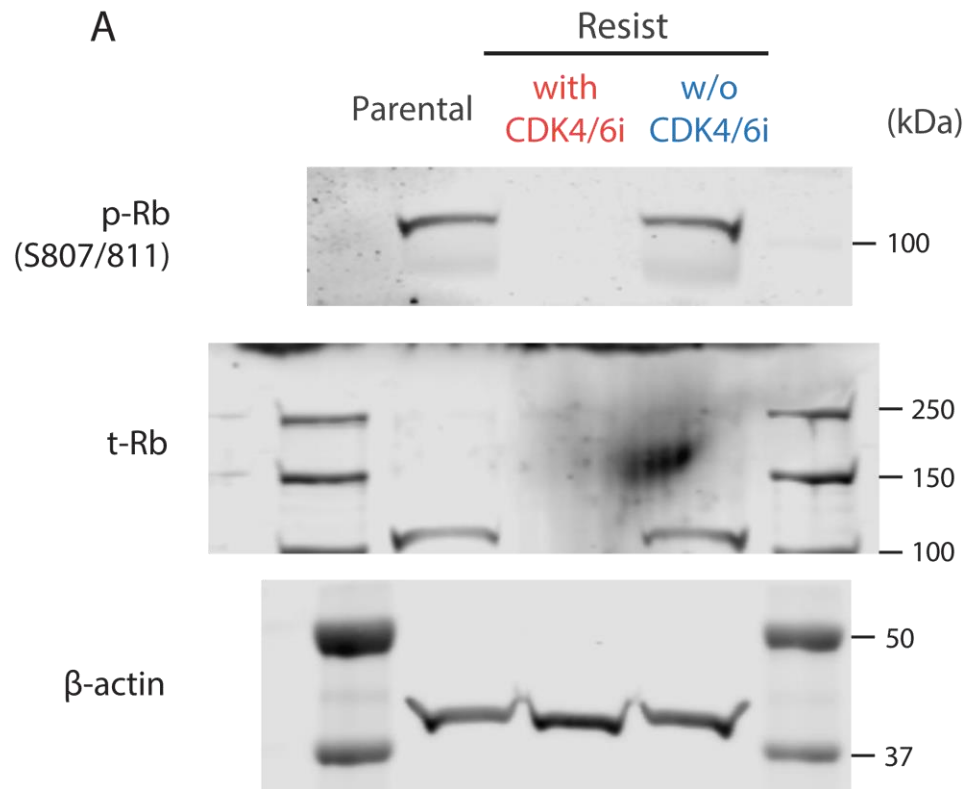 A
Resist
Parental
with
CDK4/6i
w/o
CDK4/6i
(kDa)
p-Rb
(S807/811)
100
t-Rb
250
150
100
β-actin
50
37